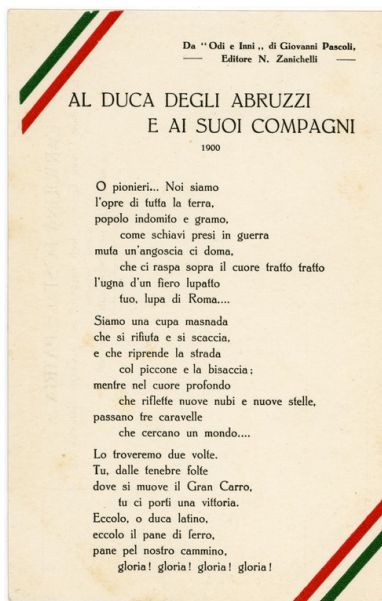 Da “Odi e Inni„ di Giovanni Pascoli,
Editore N. Zanichelli
AL DUCA DEGLI ABRUZZI
E AI SUOI COMPAGNI
1900
O pionieri... Noi siamo
l'opre di tutta la terra,
popolo indomito e gramo,
come schiavi presi in guerra
muta un'angoscia ci doma,
che ci raspa sopra il cuore tratto tratto
l'ugna d'un fiero lupatto
tuo, lupa di Roma....
Siamo una cupa masnada
che si rifiuta e si scaccia,
e che riprende la strada
col piccone e la bisaccia;
mentre nel cuore profondo
che riflette nuove nubi e nuove stelle,
passano tre caravelle
che cercano un mondo....
Lo troveremo due volte.
Tu, dalle tenebre folte
dove si muove il Gran Carro,
tu ci porti una vittoria.
Eccolo, o duca latino,
eccolo il pane di ferro,
pane pel nostro cammino,
gloria! gloria! gloria! gloria!